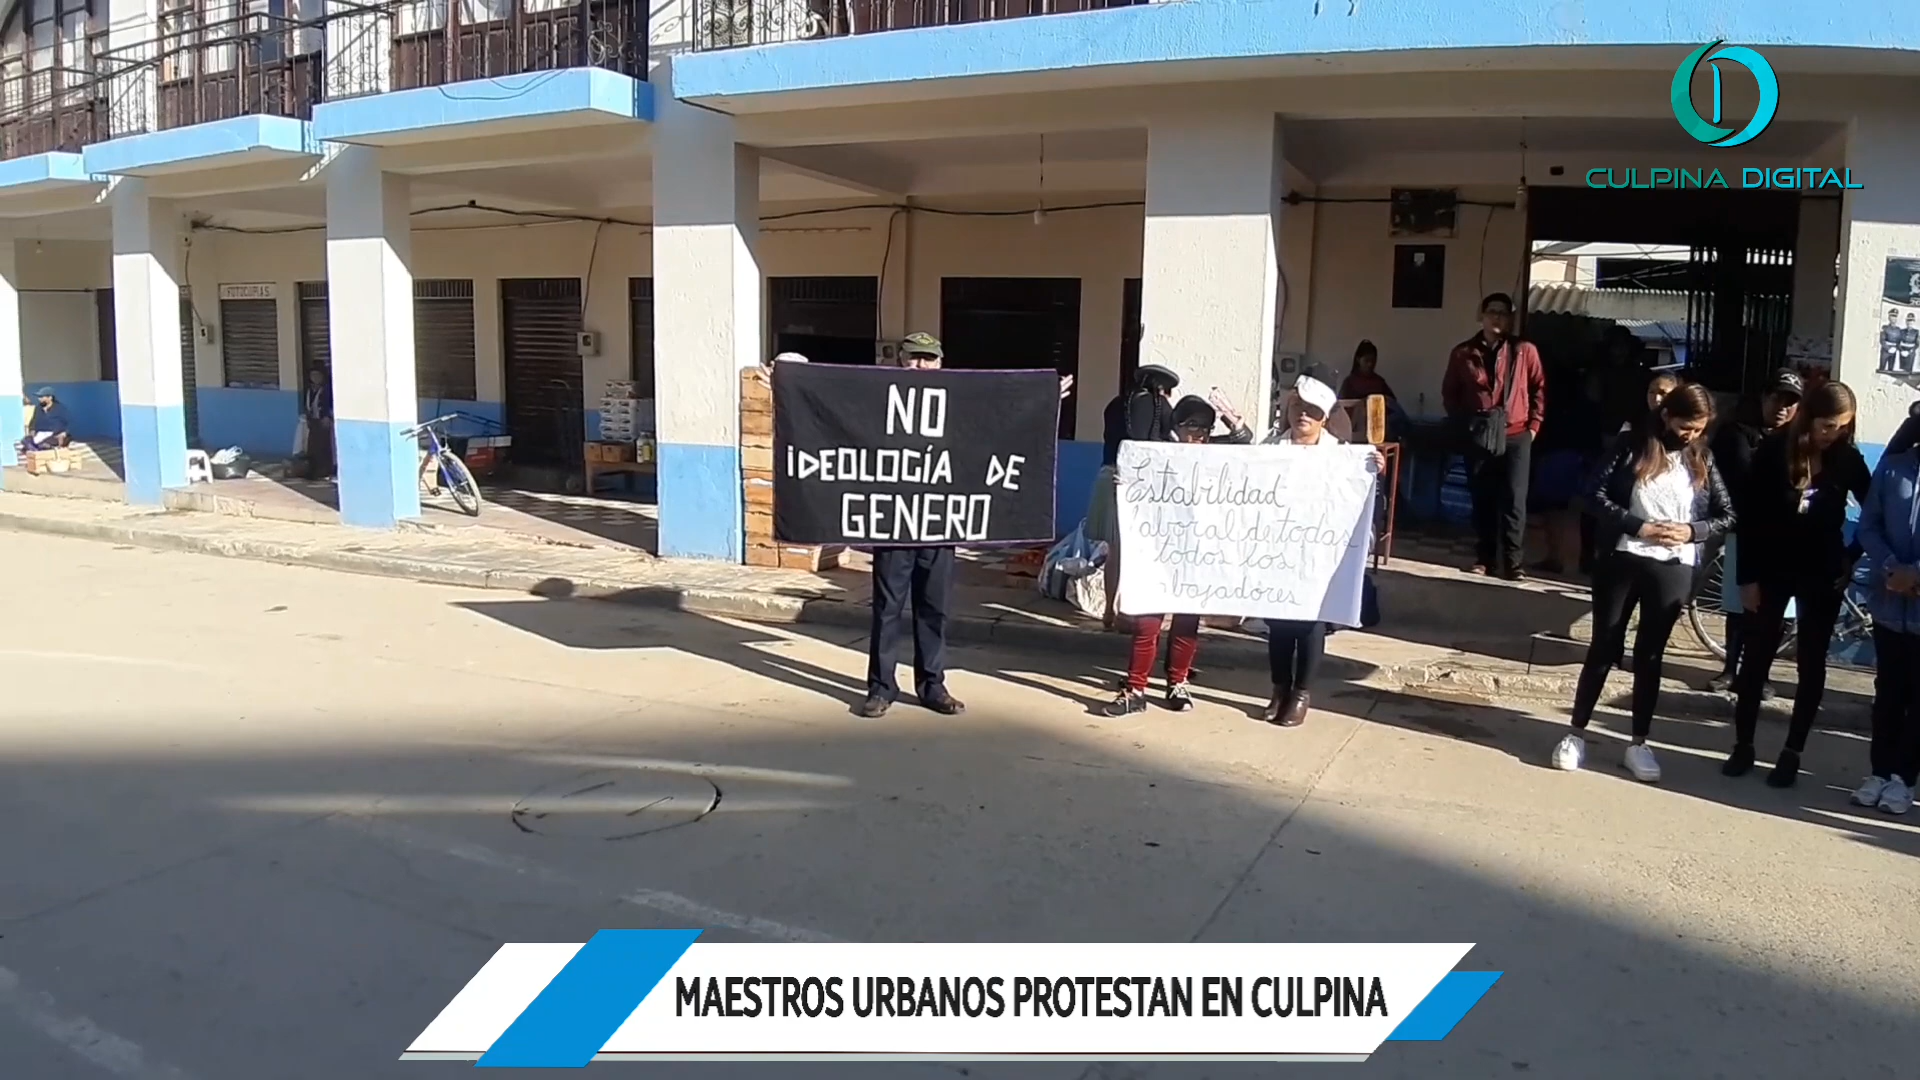 CULPINA DIGITAL
FOTOCOPIAS
NO
IDEOLOGÍA DE
GENERO
Estabilidad
laboral de todas
todos los
bajadores
MAESTROS URBANOS PROTESTAN EN CULPINA